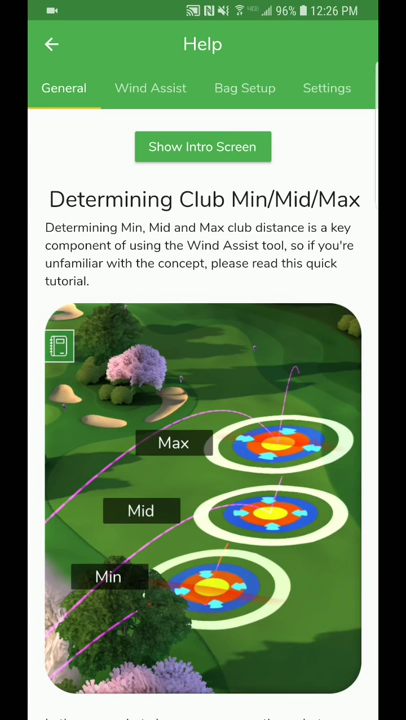 96% 12:26 PM
Help
General Wind Assist Bag Setup Settings
Show Intro Screen
Determining Club Min/Mid/Max
Determining Min, Mid and Max club distance is a key
component of using the Wind Assist tool, so if you're
unfamiliar with the concept, please read this quick
tutorial.
Max
Mid
Min